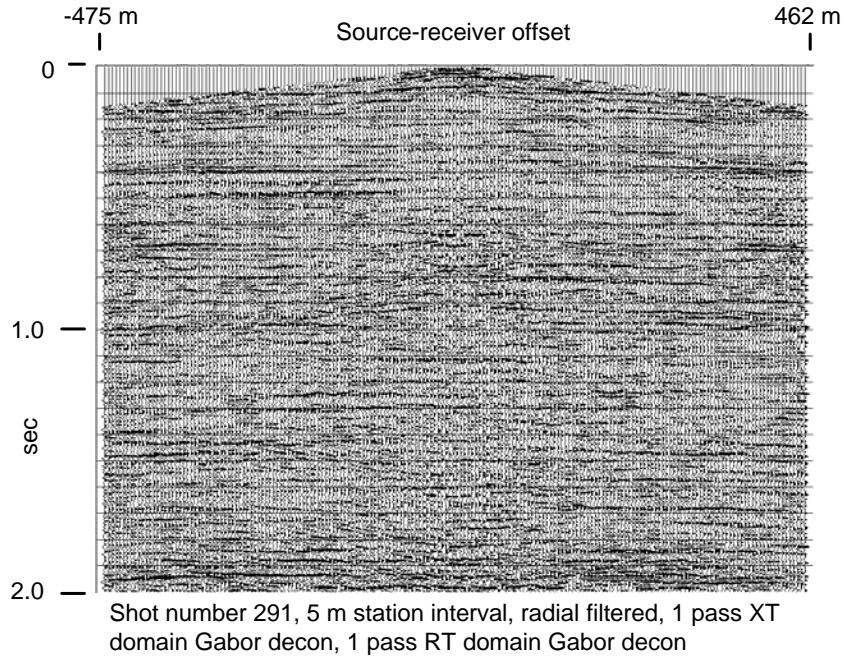 -475 m
462 m
Source-receiver offset
0
1.0
sec
2.0
Shot number 291, 5 m station interval, radial filtered, 1 pass XT
domain Gabor decon, 1 pass RT domain Gabor decon